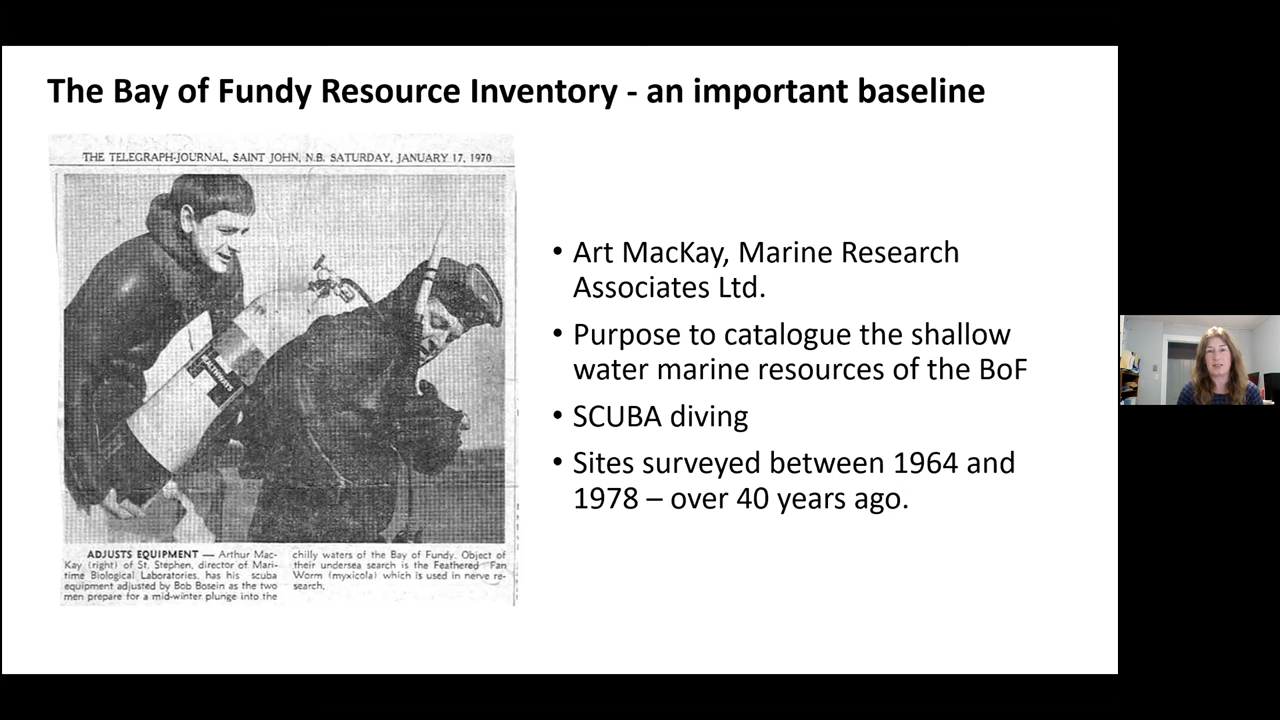 The Bay of Fundy Resource Inventory - an important baseline
THE TELEGRAPH-JOURNAL, SAINT JOHN, N.B. SATURDAY, JANUARY 17, 1970
ADJUSTS EQUIPMENT — Arthur Mac-
Kay (right) of St. Stephen, director of Mari-
time Biological Laboratories, has his scuba
equipment adjusted by Bob Bosein as the two
men prepare for a mid-winter plunge into the
chilly waters of the Bay of Fundy. Object of
their undersea search is the Feathered Fan
Worm (myxicola) which is used in nerve re-
search.
• Art MacKay, Marine Research
Associates Ltd.
• Purpose to catalogue the shallow
water marine resources of the BoF
• SCUBA diving
• Sites surveyed between 1964 and
1978 – over 40 years ago.